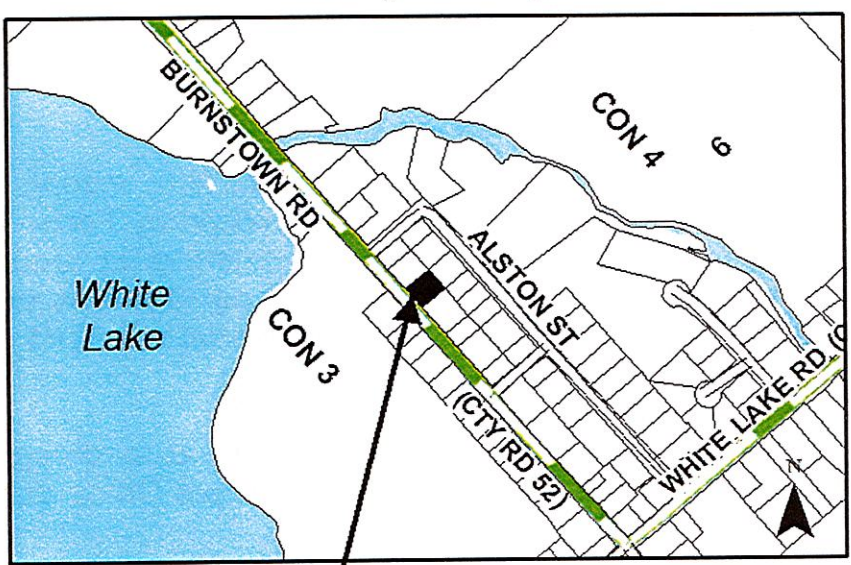 BURNSTOWN RD
CON 4
6
ALSTON ST
White
Lake
CON 3
(CTY RD 52)
WHITE LAKE RD (C
N